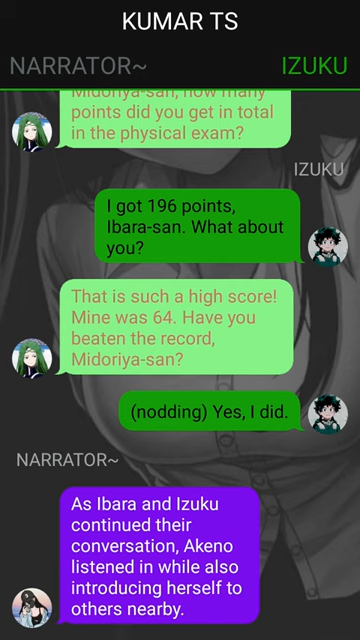 KUMAR TS
NARRATOR~ IZUKU
Midoriya-san, how many
points did you get in total
in the physical exam?
IZUKU
I got 196 points,
Ibara-san. What about
you?
That is such a high score!
Mine was 64. Have you
beaten the record,
Midoriya-san?
(nodding) Yes, I did.
NARRATOR~
As Ibara and Izuku
continued their
conversation, Akeno
listened in while also
introducing herself to
others nearby.